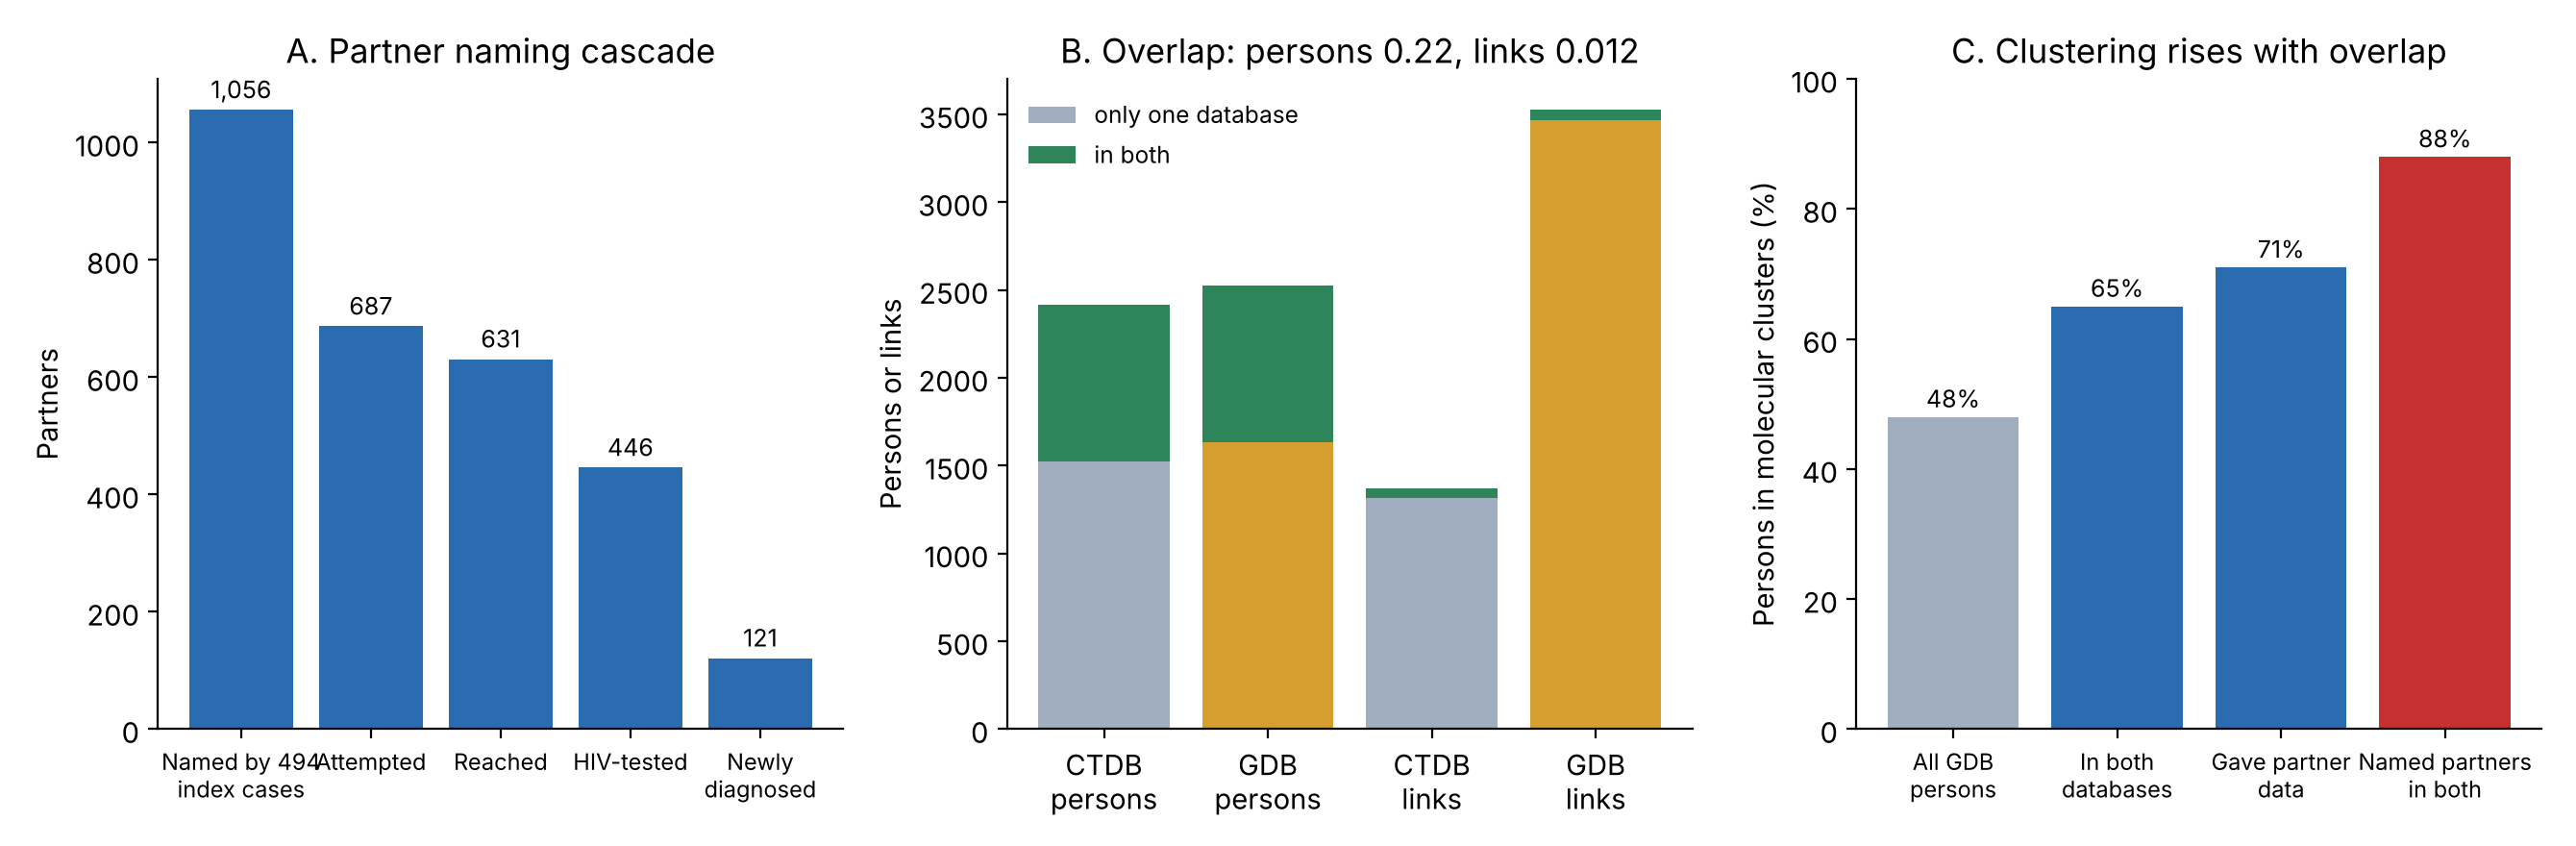 A. Partner naming cascade
Partners
1000
800
600
400
200
0
1,056
687
631
446
121
Named by 494
index cases
Attempted
Reached
HIV-tested
Newly
diagnosed
B. Overlap: persons 0.22, links 0.012
Persons or links
3500
3000
2500
2000
1500
1000
500
0
only one database
in both
CTDB
persons
GDB
persons
CTDB
links
GDB
links
C. Clustering rises with overlap
Persons in molecular clusters (%)
100
80
60
40
20
0
48%
65%
71%
88%
All GDB
persons
In both
databases
Gave partner
data
Named partners
in both